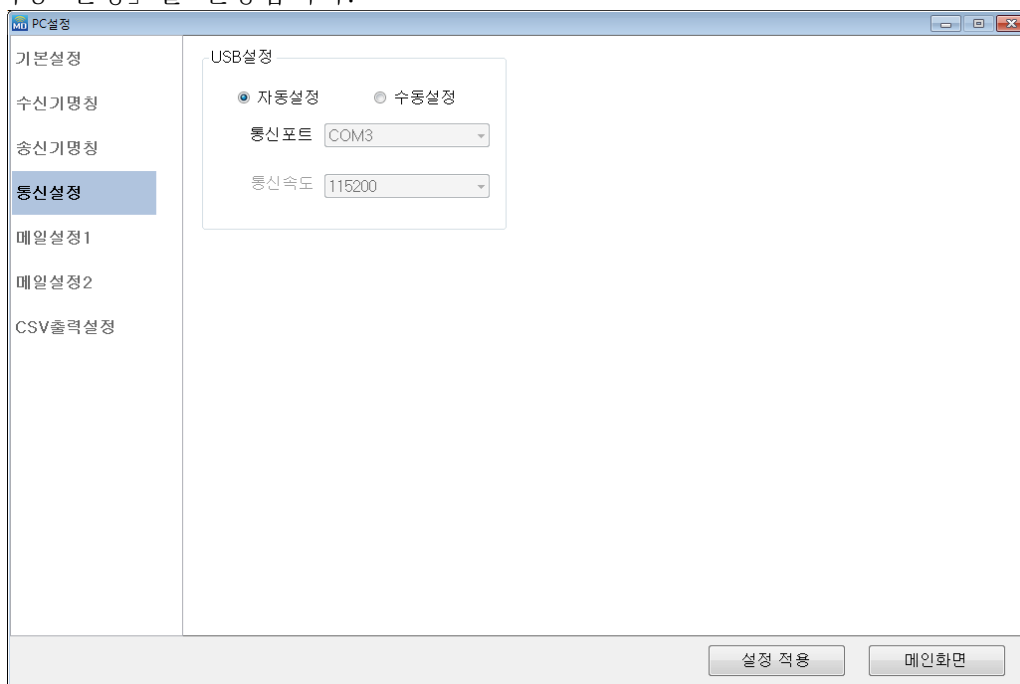 MD PC설정
기본설정
수신기명칭
송신기명칭
통신설정
메일설정1
메일설정2
CSV출력설정
USB설정
자동설정 수동설정
통신포트 COM3
통신속도 115200
설정 적용 메인화면